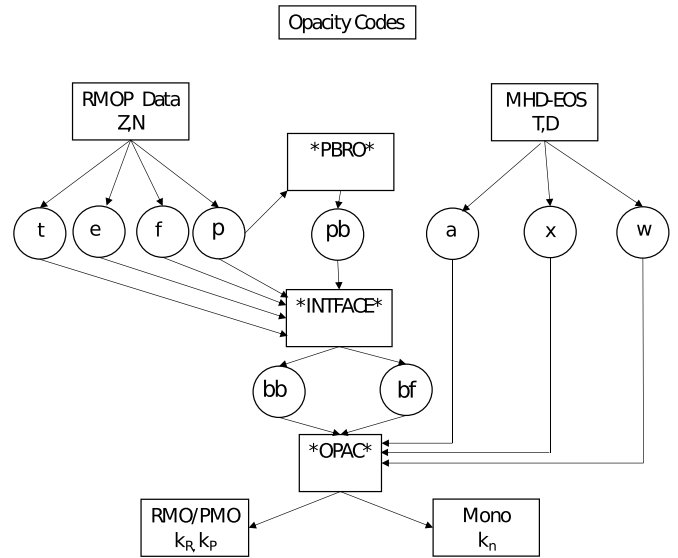 Opacity Codes
RMOP Data
Z,N
MHD-EOS
T,D
*PBRO*
t
e
f
p
pb
a
x
w
*INTFACE*
bb
bf
*OPAC*
RMO/PMO
kR, kP
Mono
kn